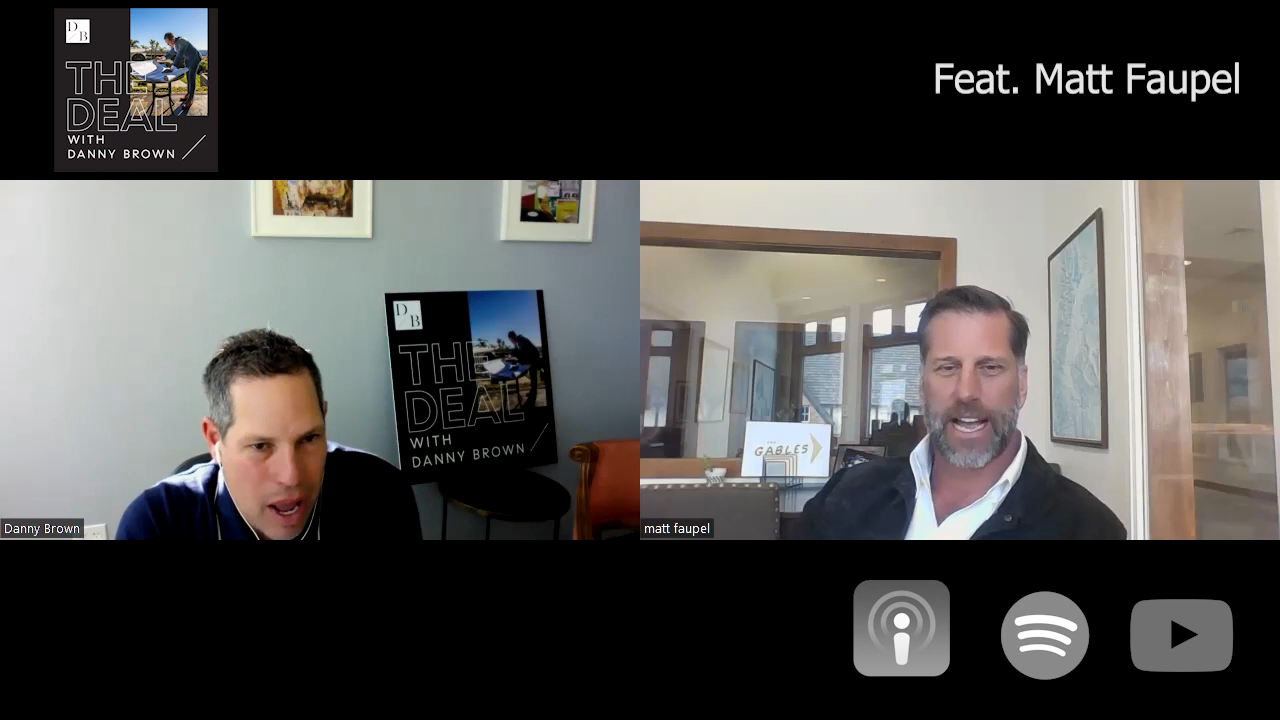 D
B
THE
DEAL
WITH
DANNY BROWN
Feat. Matt Faupel
D
B
THE
DEAL
WITH
DANNY BROWN
GABLES
Danny Brown
matt faupel